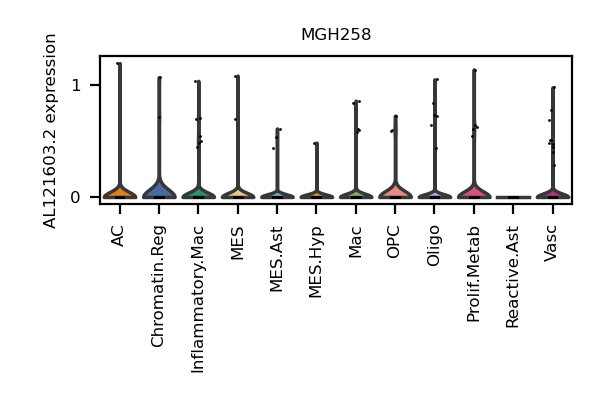 MGH258
AL121603.2 expression
1
0
AC
Chromatin.Reg
Inflammatory.Mac
MES
MES.Ast
MES.Hyp
Mac
OPC
Oligo
Prolif.Metab
Reactive.Ast
Vasc